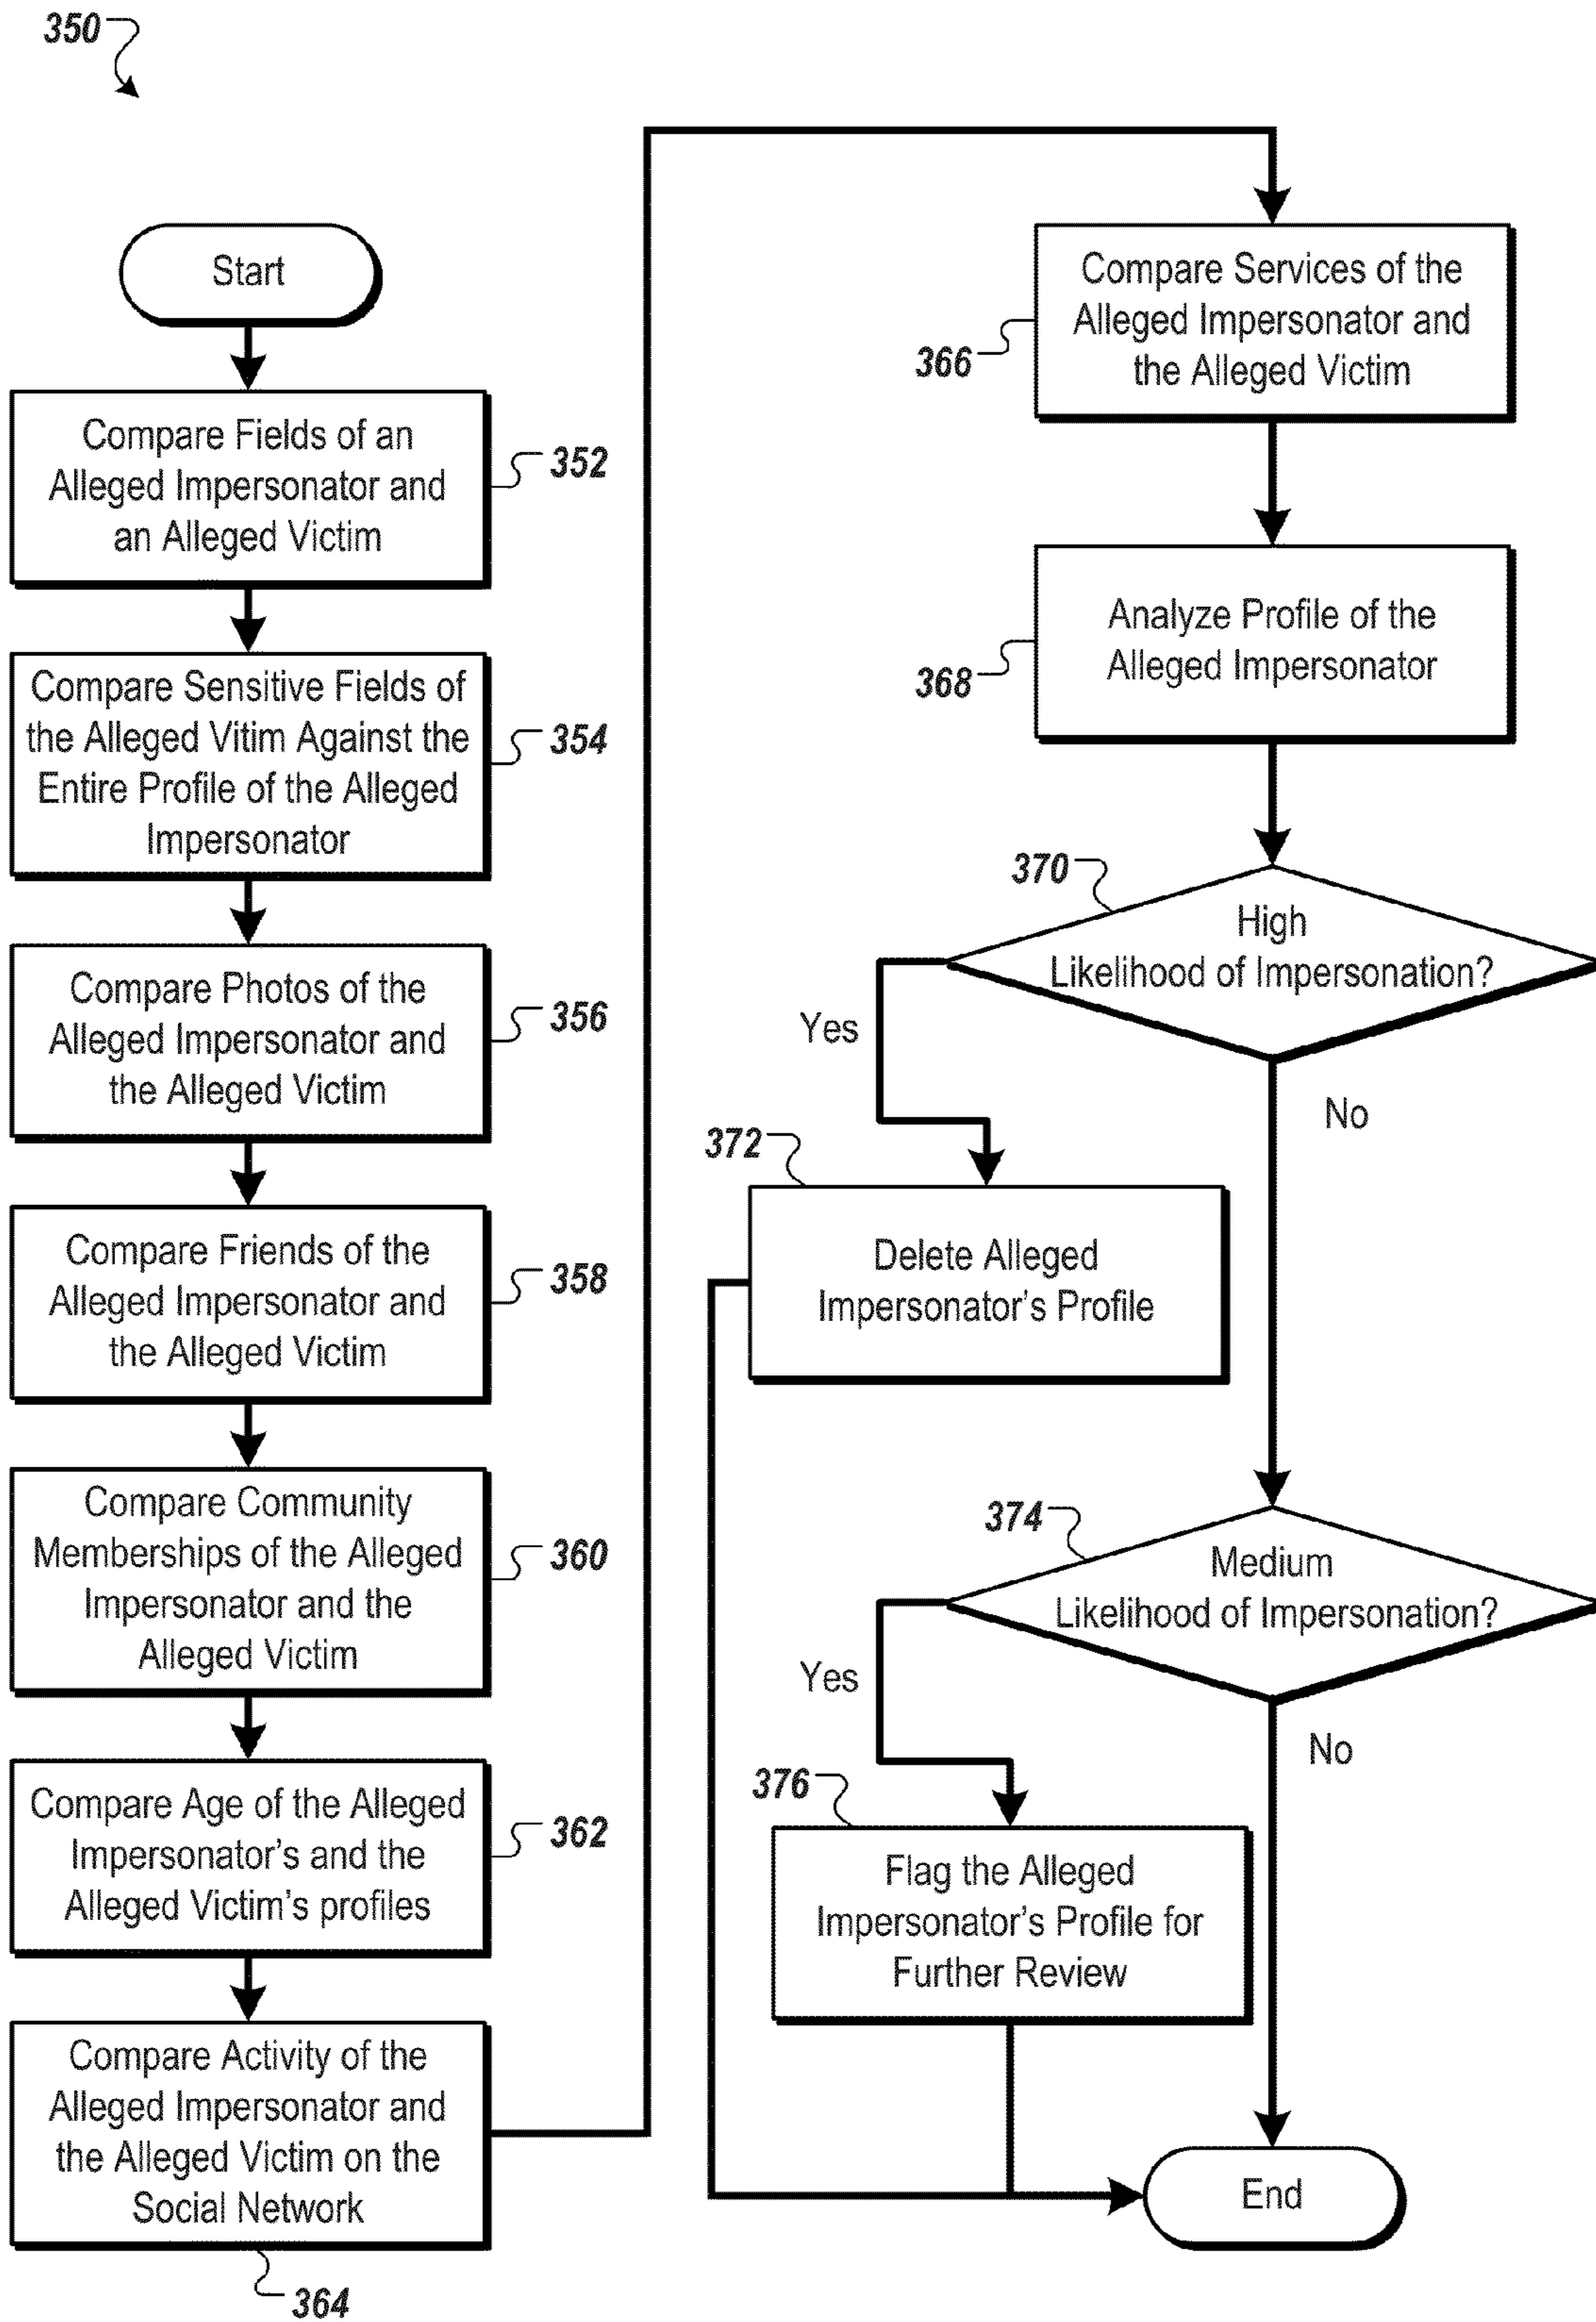 350
Start
Compare Fields of an
Alleged Impersonator and
an Alleged Victim
352
Compare Sensitive Fields of
the Alleged Vitim Against the
Entire Profile of the Alleged
Impersonator
354
Compare Photos of the
Alleged Impersonator and
the Alleged Victim
356
Compare Friends of the
Alleged Impersonator and
the Alleged Victim
358
Compare Community
Memberships of the Alleged
Impersonator and the
Alleged Victim
360
Compare Age of the Alleged
Impersonator’s and the
Alleged Victim’s profiles
362
Compare Activity of the
Alleged Impersonator and
the Alleged Victim on the
Social Network
364
Compare Services of the
Alleged Impersonator and
the Alleged Victim
366
Analyze Profile of the
Alleged Impersonator
368
370
High
Likelihood of Impersonation?
Yes
No
372
Delete Alleged
Impersonator’s Profile
374
Medium
Likelihood of Impersonation?
Yes
No
376
Flag the Alleged
Impersonator’s Profile for
Further Review
End